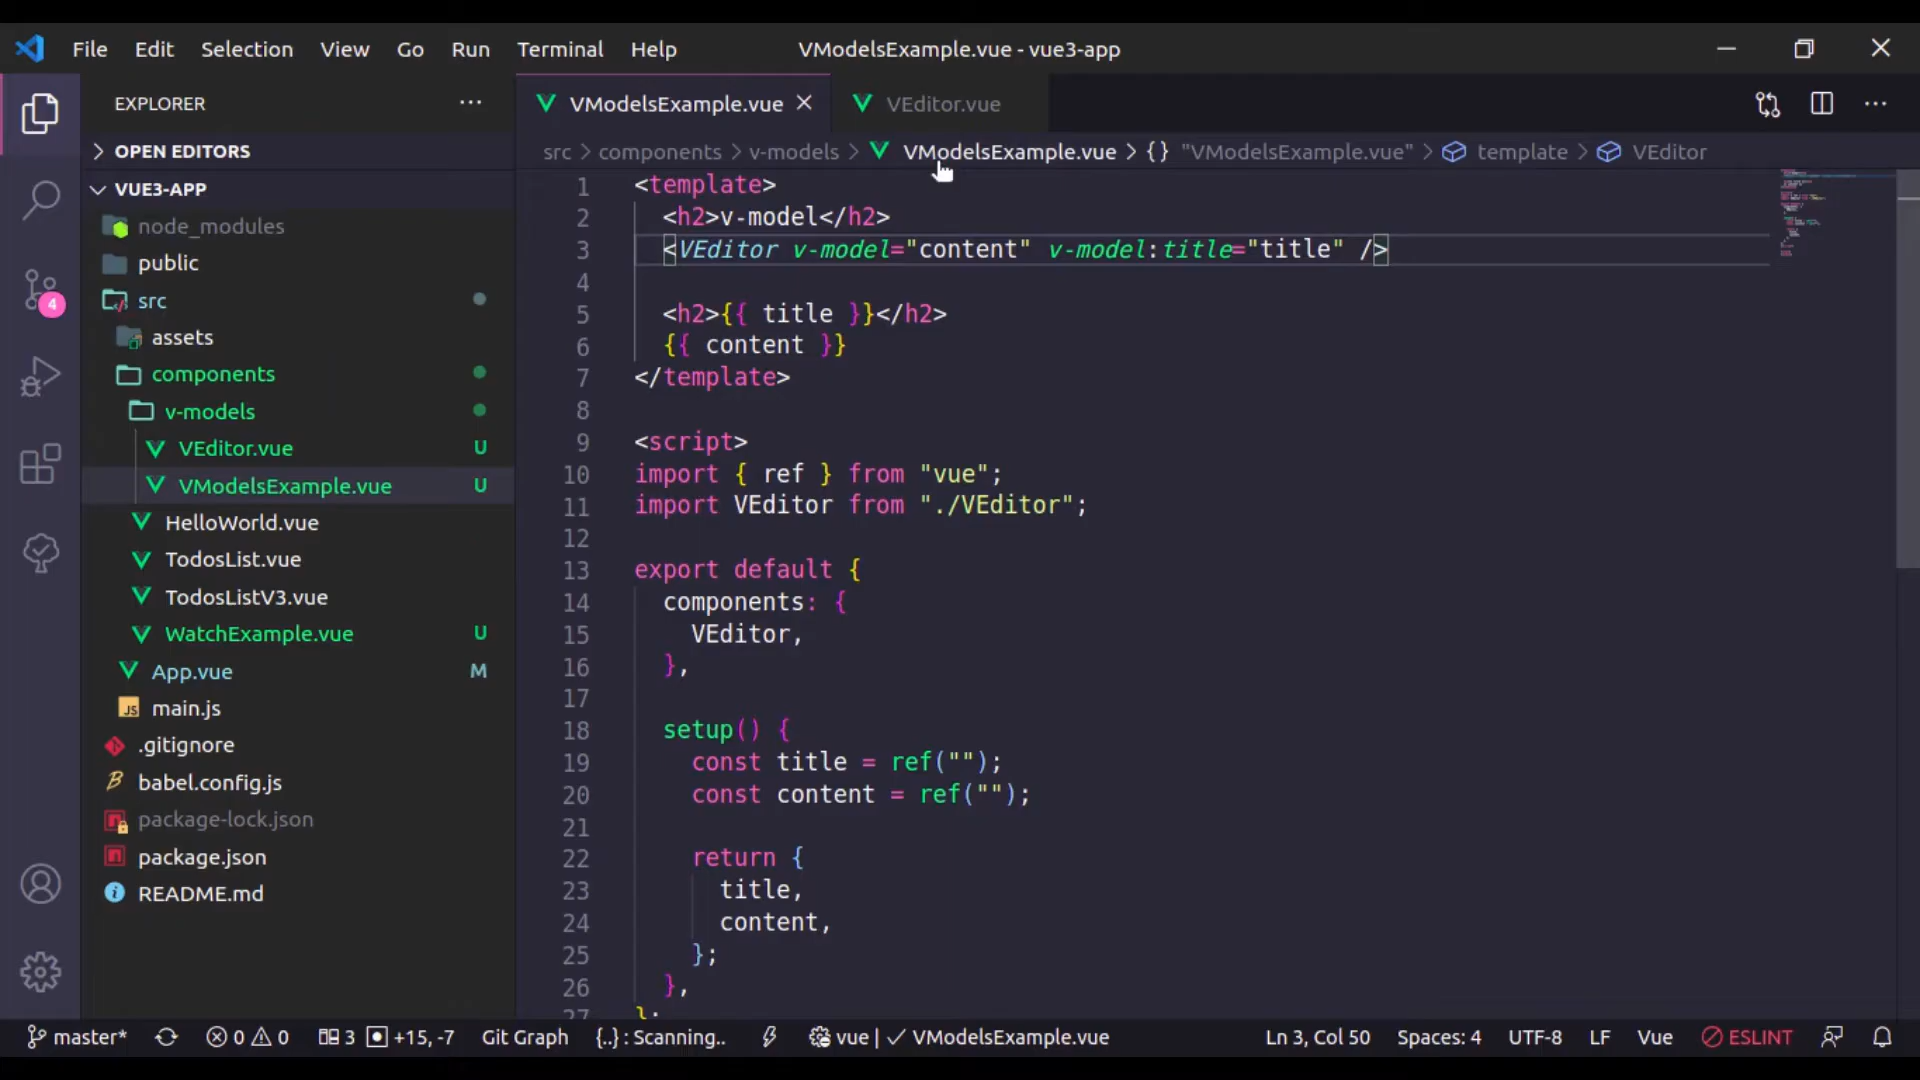 File Edit Selection View Go Run Terminal Help VModelsExample.vue - vue3-app
EXPLORER
OPEN EDITORS
VUE3-APP
node_modules
public
src
assets
components
v-models
VEditor.vue U
VModelsExample.vue U
HelloWorld.vue
TodosList.vue
TodosListV3.vue
WatchExample.vue U
App.vue M
JS main.js
.gitignore
babel.config.js
package-lock.json
package.json
README.md
4
VModelsExample.vue VEditor.vue
src > components > v-models > VModelsExample.vue > {} "VModelsExample.vue" > template > VEditor
1 <template>
2 <h2>v-model</h2>
3 <VEditor v-model="content" v-model:title="title" />
4
5 <h2>{{ title }}</h2>
6 {{ content }}
7 </template>
8
9 <script>
10 import { ref } from "vue";
11 import VEditor from "./VEditor";
12
13 export default {
14 components: {
15 VEditor,
16 },
17
18 setup() {
19 const title = ref("");
20 const content = ref("");
21
22 return {
23 title,
24 content,
25 };
26 },
27 };
master* 0 0 3 +15, -7 Git Graph {..} : Scanning.. vue | ✓ VModelsExample.vue Ln 3, Col 50 Spaces: 4 UTF-8 LF Vue ESLINT